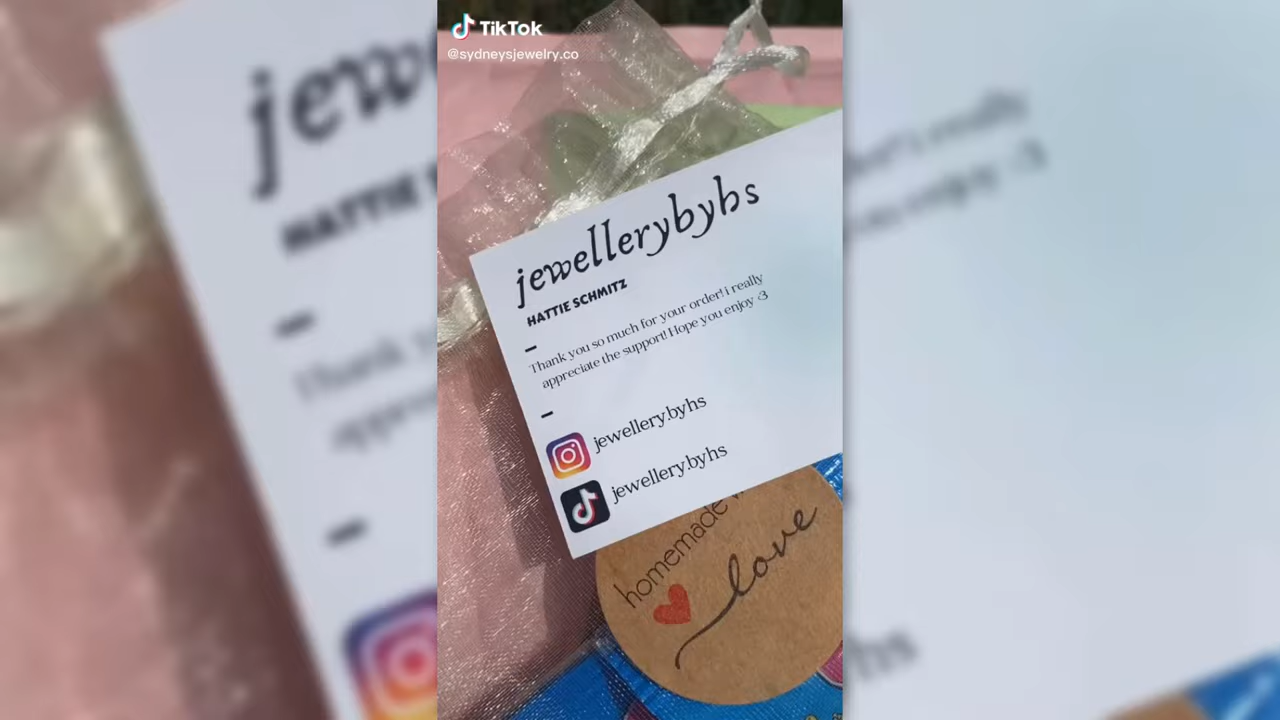 TikTok
@sydneysjewelry.co
jewellerybyhs
HATTIE SCHMITZ
Thank you so much for your order! i really
appreciate the support! Hope you enjoy <3
jewellery.byhs
jewellery.byhs
homemade
love